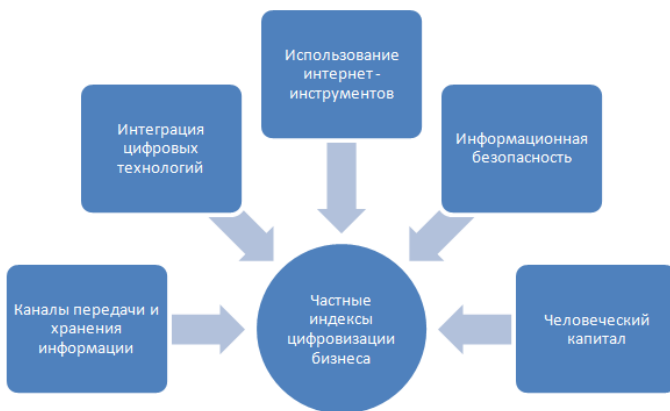 Использование
интернет-
инструментов
Интеграция
цифровых
технологий
Информационная
безопасность
Каналы передачи и
хранения
информации
Частные
индексы
цифровизации
бизнеса
Человеческий
капитал